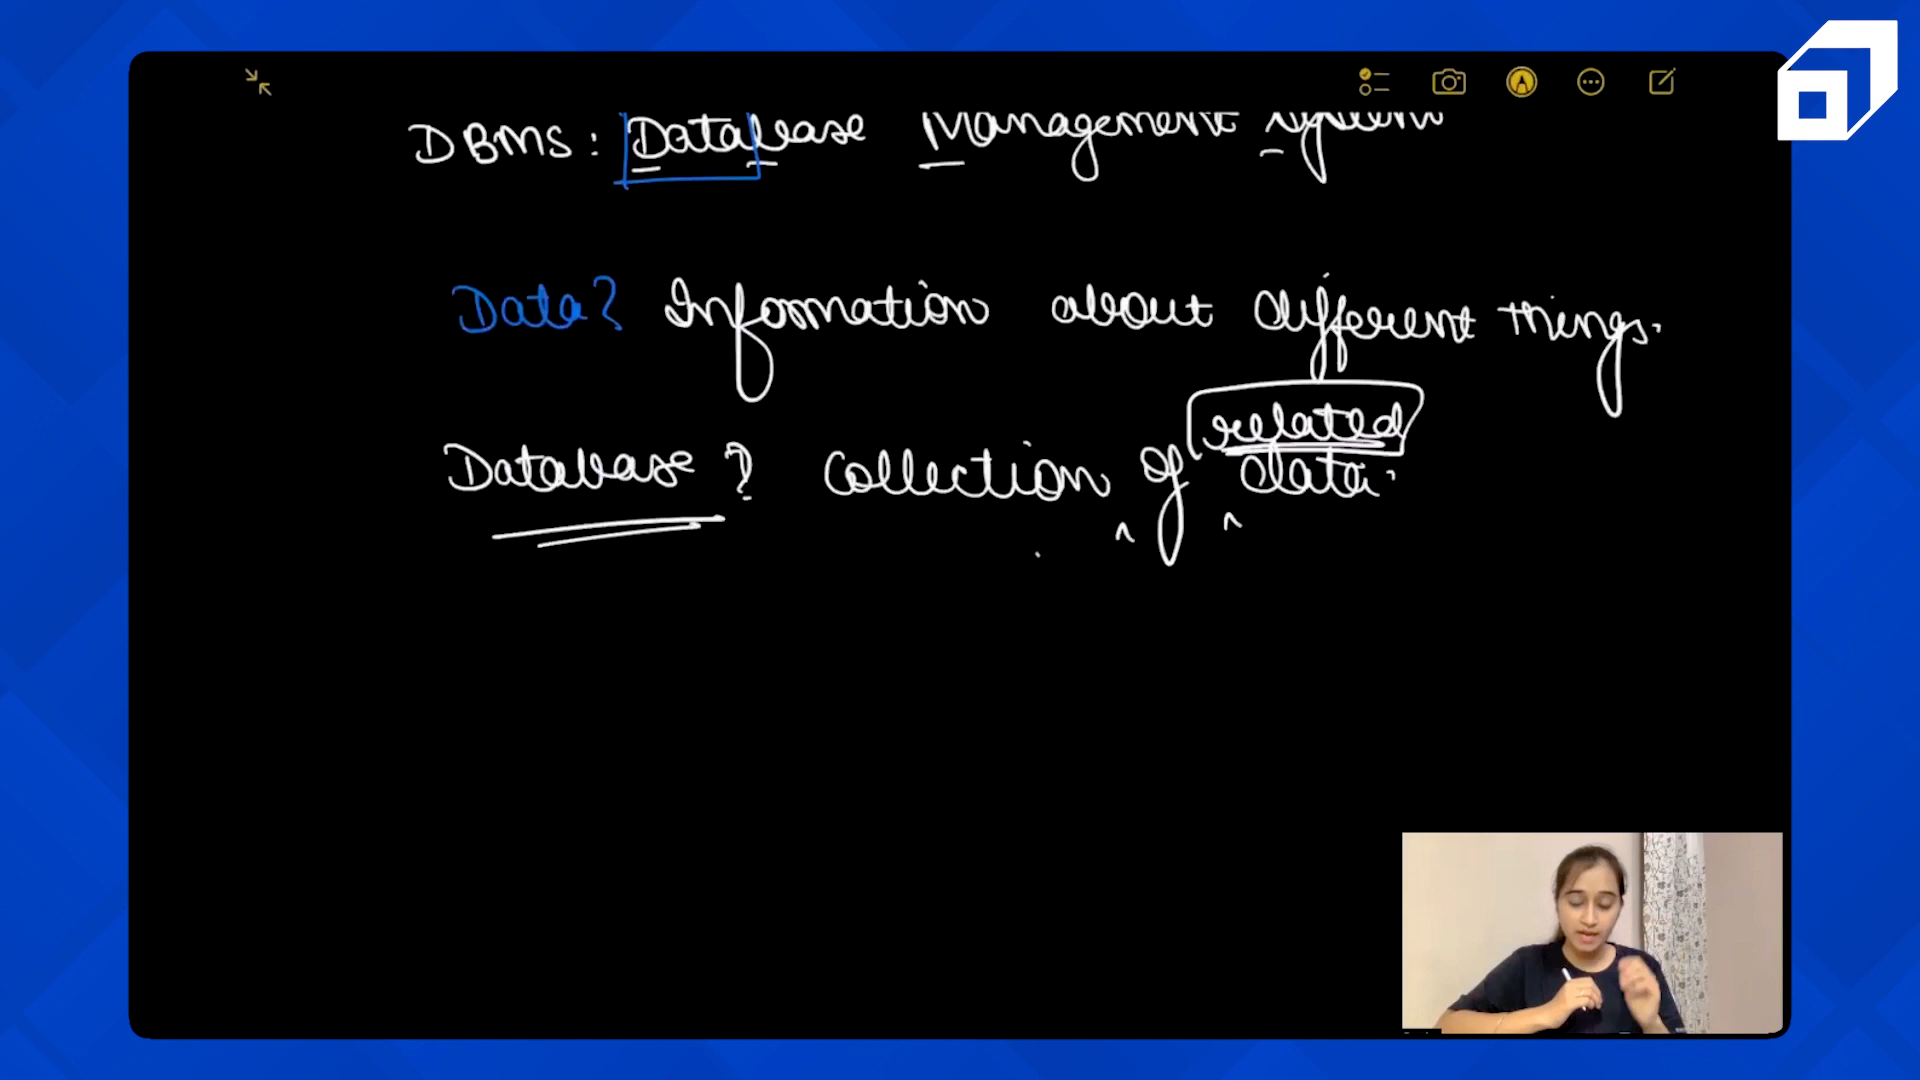 DBMS: Database Management System
Data? Information about different things.
related
Database? Collection of data.